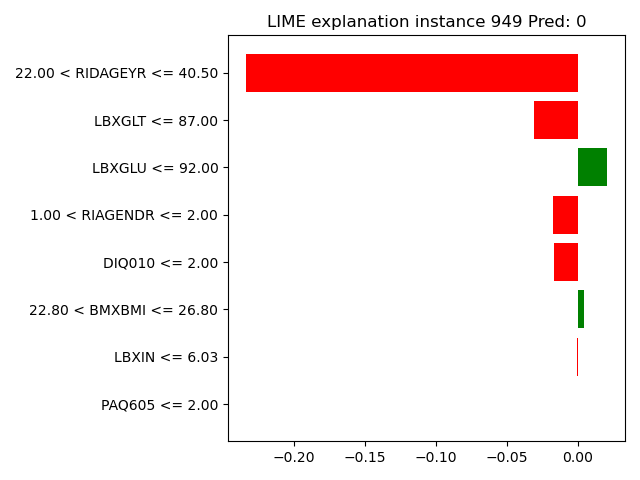 LIME explanation instance 949 Pred: 0
22.00 < RIDAGEYR <= 40.50
LBXGLT <= 87.00
LBXGLU <= 92.00
1.00 < RIAGENDR <= 2.00
DIQ010 <= 2.00
22.80 < BMXBMI <= 26.80
LBXIN <= 6.03
PAQ605 <= 2.00
−0.20 −0.15 −0.10 −0.05 0.00